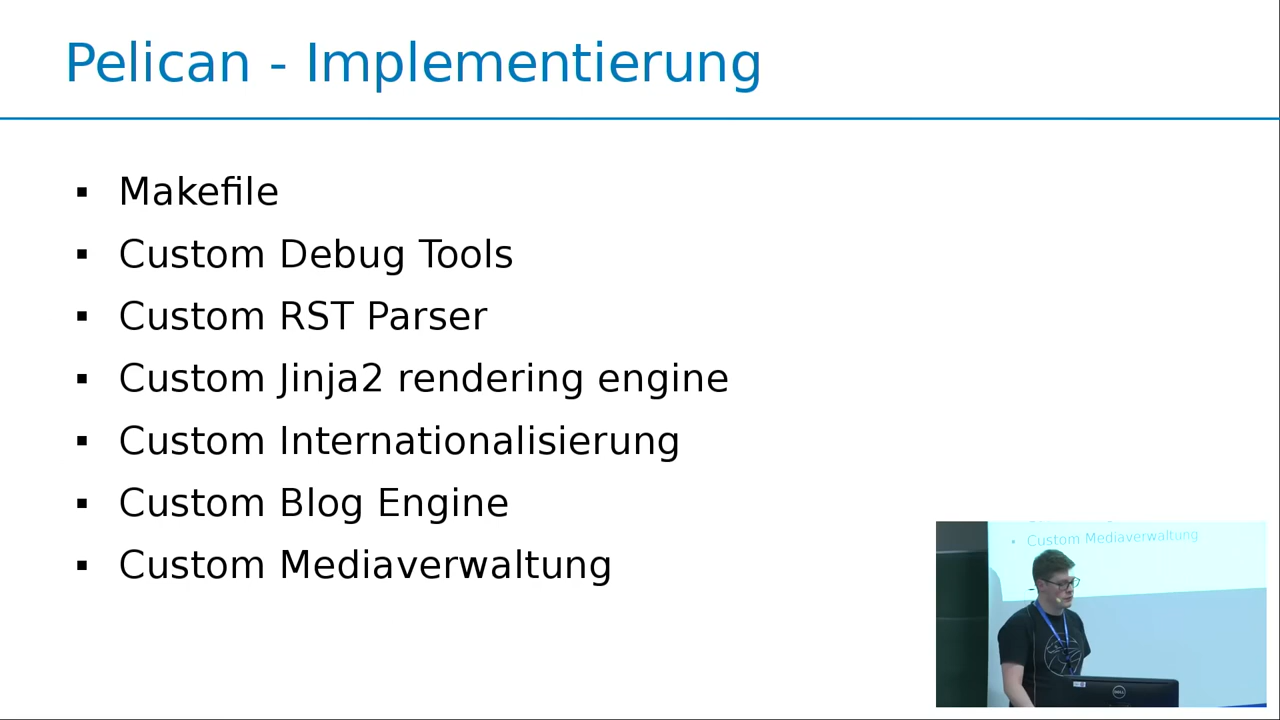 Pelican - Implementierung
▪ Makefile
▪ Custom Debug Tools
▪ Custom RST Parser
▪ Custom Jinja2 rendering engine
▪ Custom Internationalisierung
▪ Custom Blog Engine
▪ Custom Mediaverwaltung
• Custom Mediaverwaltung
DELL